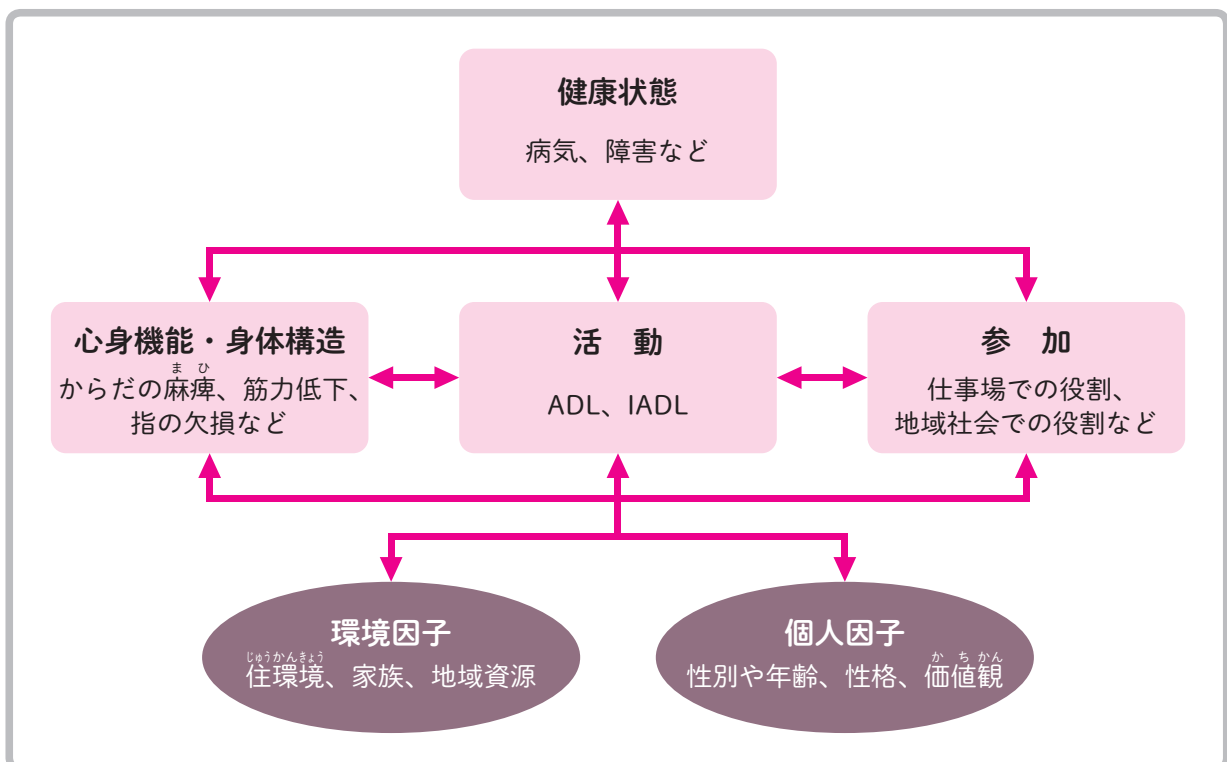 健康状態
病気、障害など
心身機能・身体構造
からだの麻痺、筋力低下、
指の欠損など
まひ
活　動
ADL、IADL
参　加
仕事場での役割、
地域社会での役割など
環境因子
じゅうかんきょう
住環境、家族、地域資源
個人因子
かちかん
性別や年齢、性格、価値観